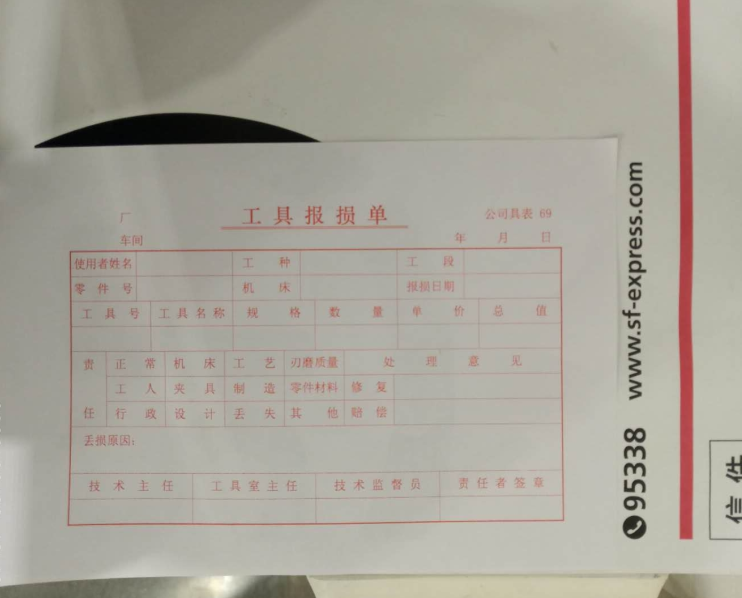 厂 工具报损单 公司具表 69
车间 年 月 日
使用者姓名 工种 工段
零件号 机床 报损日期
工具号 工具名称 规格 数量 单价 总值
责 正常 机床 工艺 刃磨质量 处理意见
工人 夹具 制造 零件材料 修复
任 行政 设计 丢失 其他 赔偿
丢损原因:
技术主任 工具室主任 技术监督员 责任者签章
95338 www.sf-express.com
信件